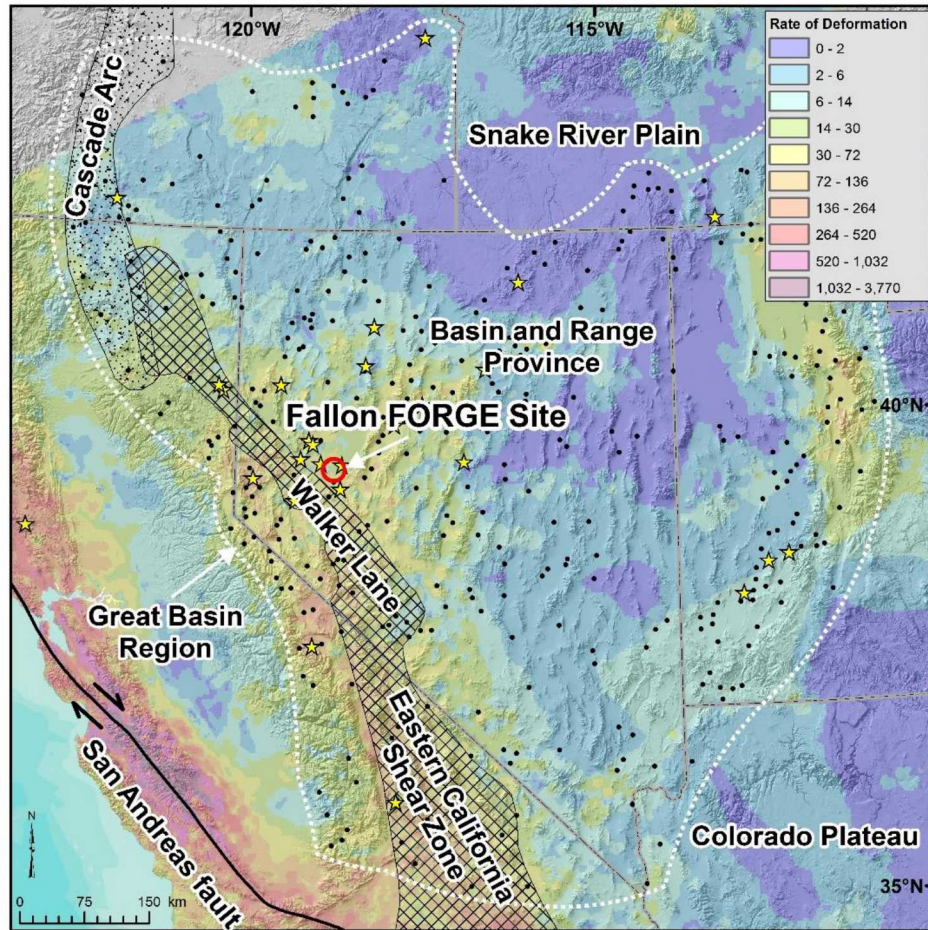 120°W
115°W
Rate of Deformation
0 - 2
2 - 6
6 - 14
14 - 30
30 - 72
72 - 136
136 - 264
264 - 520
520 - 1,032
1,032 - 3,770
Cascade Arc
Snake River Plain
Basin and Range
Province
40°N
Fallon FORGE Site
Walker Lane
Great Basin
Region
Eastern California
Shear Zone
San Andreas fault
Colorado Plateau
35°N
N
0 75 150 km